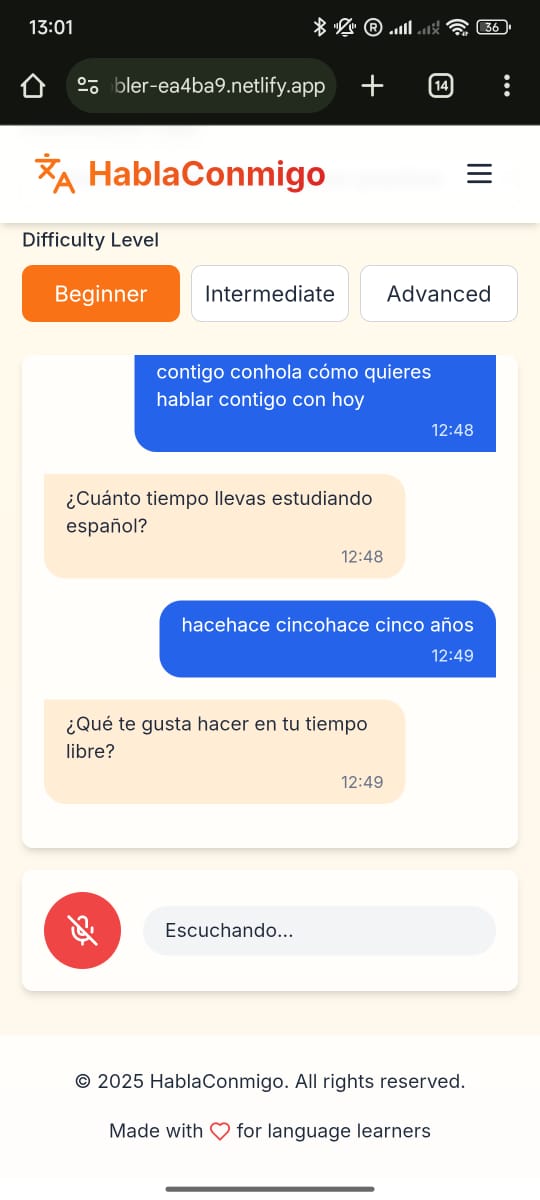 13:01
R
36
bler-ea4ba9.netlify.app
14
HablaConmigo
Difficulty Level
Beginner
Intermediate
Advanced
contigo conhola cómo quieres
hablar contigo con hoy
12:48
¿Cuánto tiempo llevas estudiando
español?
12:48
hacehace cincohace cinco años
12:49
¿Qué te gusta hacer en tu tiempo
libre?
12:49
Escuchando...
© 2025 HablaConmigo. All rights reserved.
Made with ♡ for language learners